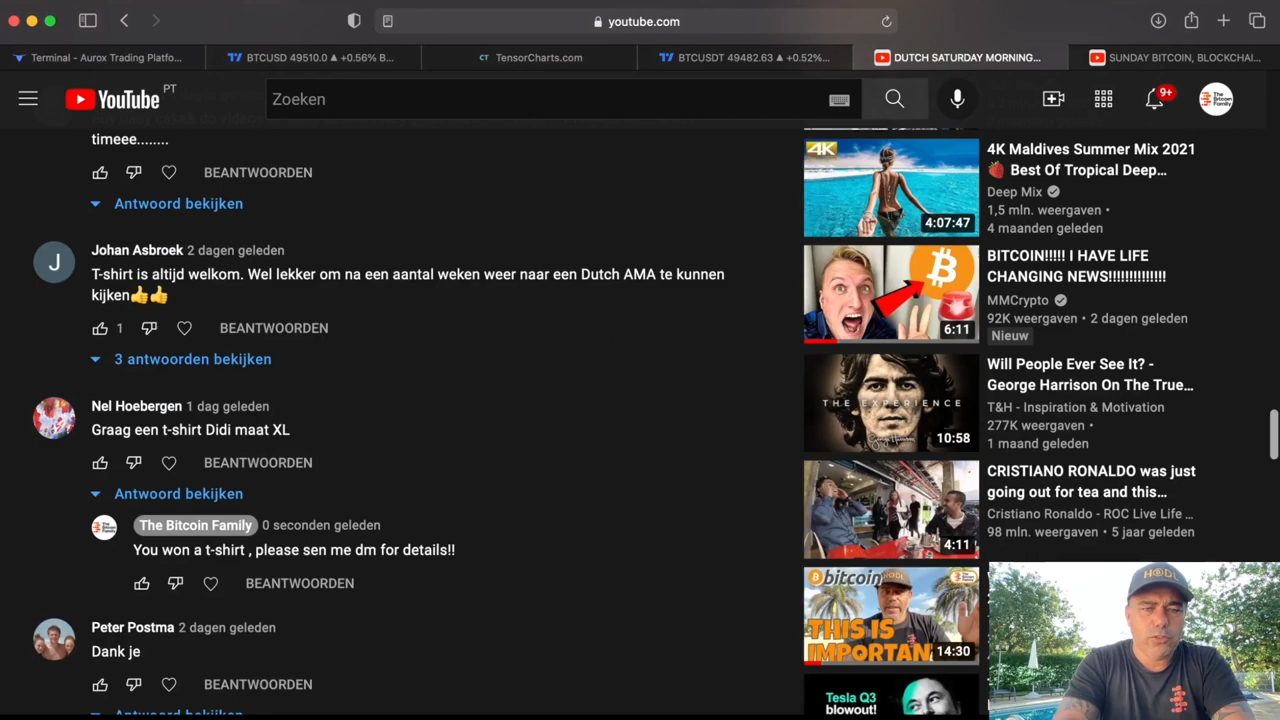 youtube.com
Terminal - Aurox Trading Platfo...
BTCUSD 49510.0 ▲ +0.56% B...
TensorCharts.com
BTCUSDT 49482.63 ▲ +0.52%...
DUTCH SATURDAY MORNING...
SUNDAY BITCOIN, BLOCKCHAI...
YouTube PT
Zoeken
9+
The Bitcoin Family
timeee........
BEANTWOORDEN
Antwoord bekijken
J
Johan Asbroek 2 dagen geleden
T-shirt is altijd welkom. Wel lekker om na een aantal weken weer naar een Dutch AMA te kunnen
kijken👍👍
1 BEANTWOORDEN
3 antwoorden bekijken
Nel Hoebergen 1 dag geleden
Graag een t-shirt Didi maat XL
BEANTWOORDEN
Antwoord bekijken
The Bitcoin Family 0 seconden geleden
You won a t-shirt , please sen me dm for details!!
BEANTWOORDEN
Peter Postma 2 dagen geleden
Dank je
BEANTWOORDEN
Antwoord bekijken
4K
4:07:47
4K Maldives Summer Mix 2021
🍓 Best Of Tropical Deep...
Deep Mix
1,5 mln. weergaven •
4 maanden geleden
6:11
BITCOIN!!!!! I HAVE LIFE
CHANGING NEWS!!!!!!!!!!!!!!
MMCrypto
92K weergaven • 2 dagen geleden
Nieuw
THE EXPERIENCE
10:58
Will People Ever See It? -
George Harrison On The True...
T&H - Inspiration & Motivation
277K weergaven •
1 maand geleden
4:11
CRISTIANO RONALDO was just
going out for tea and this...
Cristiano Ronaldo - ROC Live Life ...
98 mln. weergaven • 5 jaar geleden
bitcoin
THIS IS
IMPORTAN
14:30
Tesla Q3
blowout!
HODL